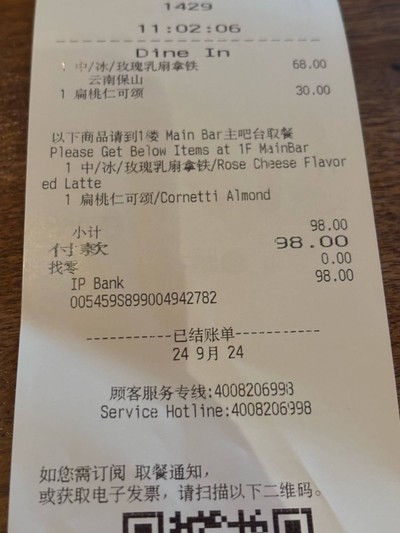 1429
11:02:06
Dine In
1 中/冰/玫瑰乳扇拿铁 68.00
云南保山
1 扁桃仁可颂 30.00
以下商品请到1楼 Main Bar主吧台取餐
Please Get Below Items at 1F MainBar
1 中/冰/玫瑰乳扇拿铁/Rose Cheese Flavor
ed Latte
1 扁桃仁可颂/Cornetti Almond
小计 98.00
付款 98.00
找零 0.00
IP Bank 98.00
005459S899004942782
-----------已结账单-----------
24 9月 24
顾客服务专线:4008206998
Service Hotline:4008206998
如您需订阅 取餐通知，
或获取电子发票，请扫描以下二维码。